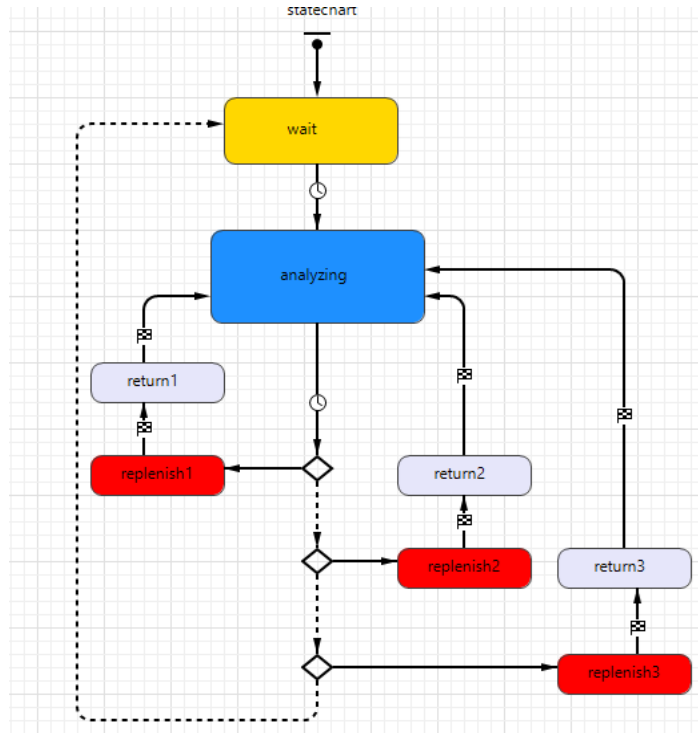 statechart
wait
analyzing
return1
replenish1
return2
replenish2
return3
replenish3